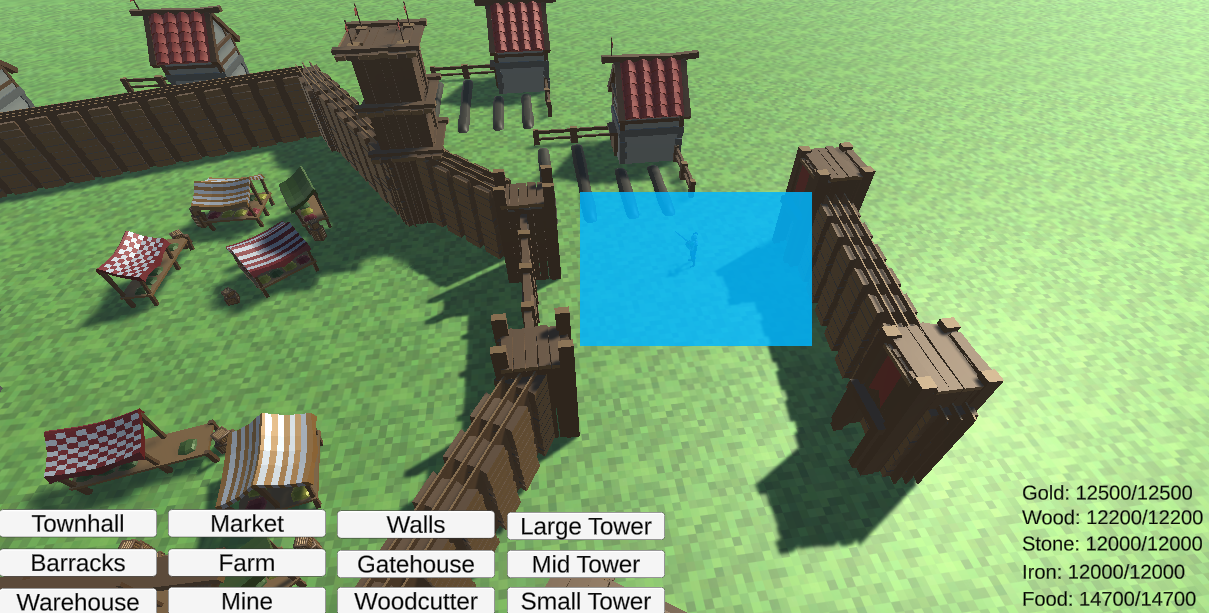 Townhall Market Walls Large Tower
Barracks Farm Gatehouse Mid Tower
Warehouse Mine Woodcutter Small Tower
Gold: 12500/12500
Wood: 12200/12200
Stone: 12000/12000
Iron: 12000/12000
Food: 14700/14700